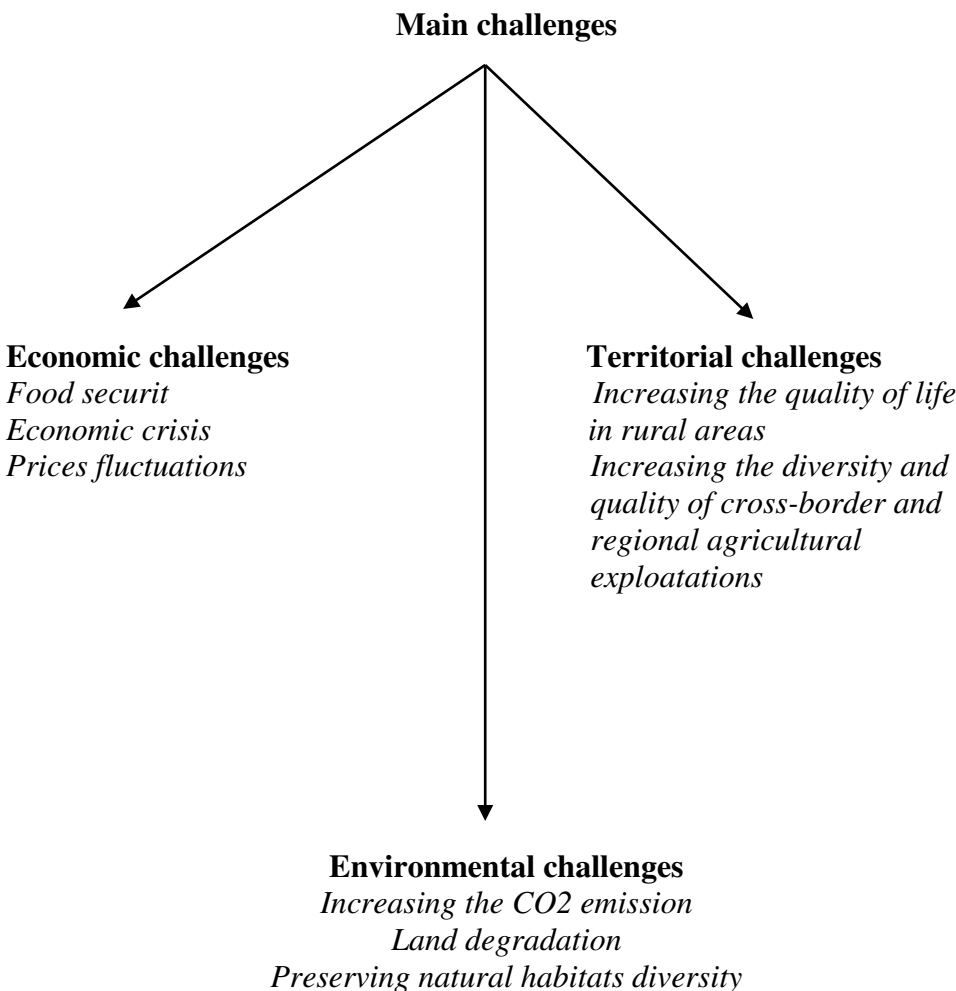 Main challenges
Economic challenges
Food securit
Economic crisis
Prices fluctuations
Territorial challenges
Increasing the quality of life
in rural areas
Increasing the diversity and
quality of cross-border and
regional agricultural
exploatations
Environmental challenges
Increasing the CO2 emission
Land degradation
Preserving natural habitats diversity